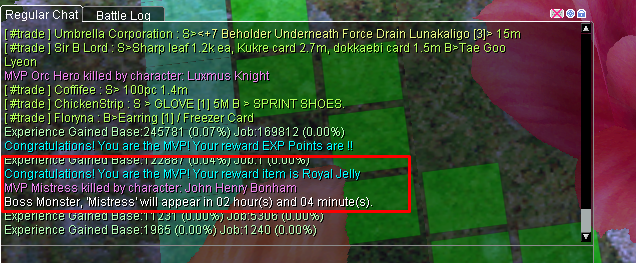 Regular Chat
Battle Log
[ #trade ] Umbrella Corporation : S><+7 Beholder Underneath Force Drain Lunakaligo [3]> 15m
[ #trade ] Sir B Lord : S>Sharp leaf 1.2k ea, Kukre card 2.7m, dokkaebi card 1.5m B>Tae Goo
Lyeon
MVP Orc Hero killed by character: Luxmus Knight
[ #trade ] Coffifee : S> 100pc 1.4m
[ #trade ] ChickenStrip : S > GLOVE [1] 5M B > SPRINT SHOES.
[ #trade ] Floryna : B>Earring [1] / Freezer Card
Experience Gained Base:245781 (0.07%) Job:169812 (0.00%)
Congratulations! You are the MVP! Your reward EXP Points are !!
Experience Gained Base:122887 (0.04%) Job:1 (0.00%)
Congratulations! You are the MVP! Your reward item is Royal Jelly
MVP Mistress killed by character: John Henry Bonham
Boss Monster, 'Mistress' will appear in 02 hour(s) and 04 minute(s).
Experience Gained Base:11231 (0.00%) Job:5306 (0.00%)
Experience Gained Base:1965 (0.00%) Job:1240 (0.00%)